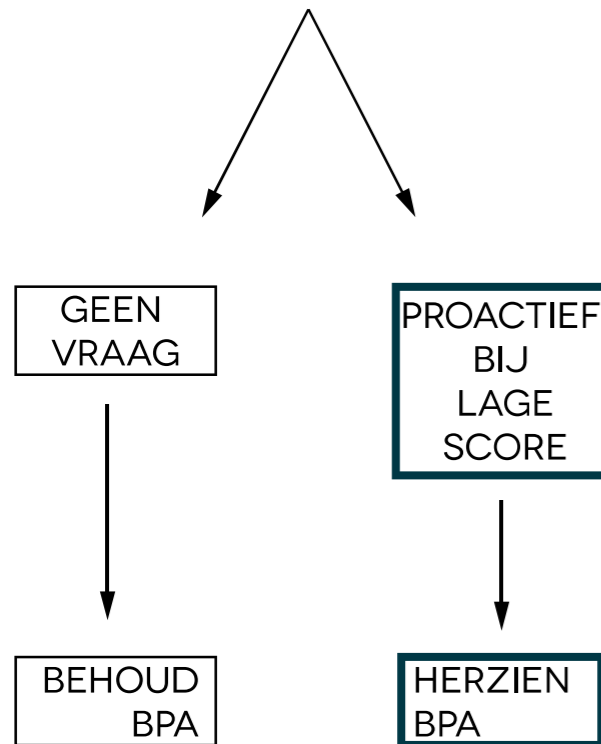 GEEN
VRAAG
PROACTIEF
BIJ
LAGE
SCORE
BEHOUD
BPA
HERZIEN
BPA